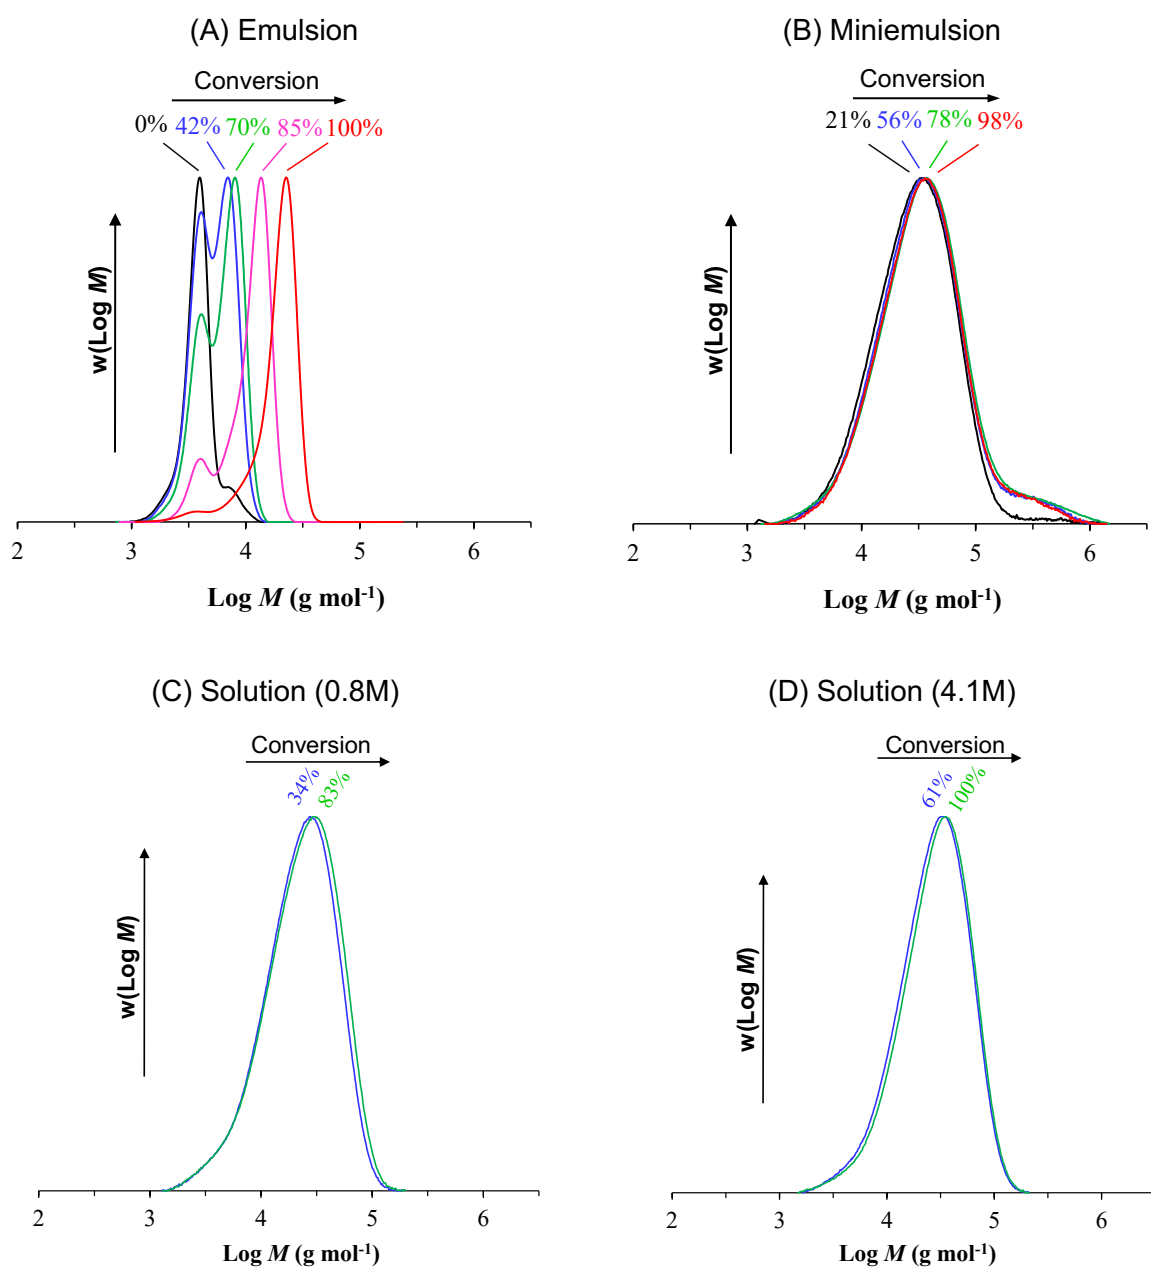 (A) Emulsion
Conversion
0% 42% 70% 85% 100%
w(Log M)
2 3 4 5 6
Log M (g mol-1)
(B) Miniemulsion
Conversion
21% 56% 78% 98%
w(Log M)
2 3 4 5 6
Log M (g mol-1)
(C) Solution (0.8M)
Conversion
34% 83%
w(Log M)
2 3 4 5 6
Log M (g mol-1)
(D) Solution (4.1M)
Conversion
61% 100%
w(Log M)
2 3 4 5 6
Log M (g mol-1)